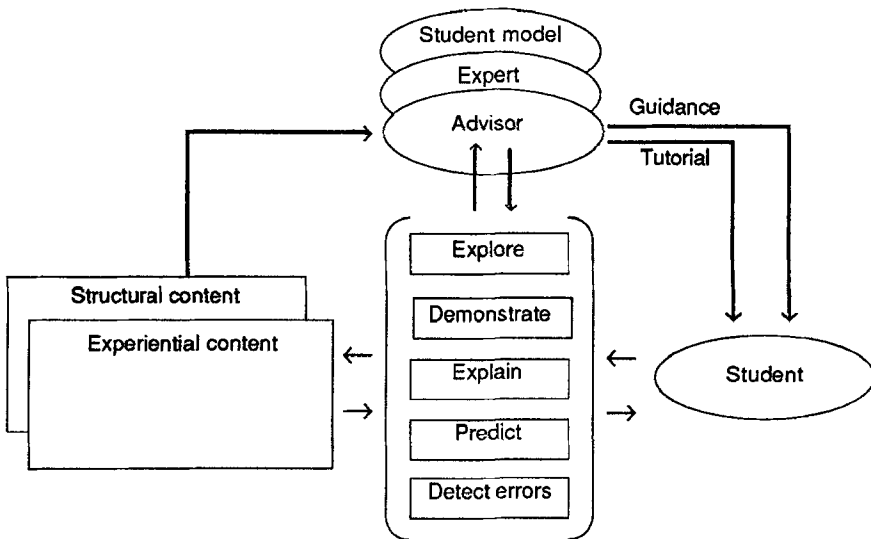 Student model
Expert
Advisor
Guidance
Tutorial
Explore
Structural content
Demonstrate
Experiential content
Explain
Student
Predict
Detect errors